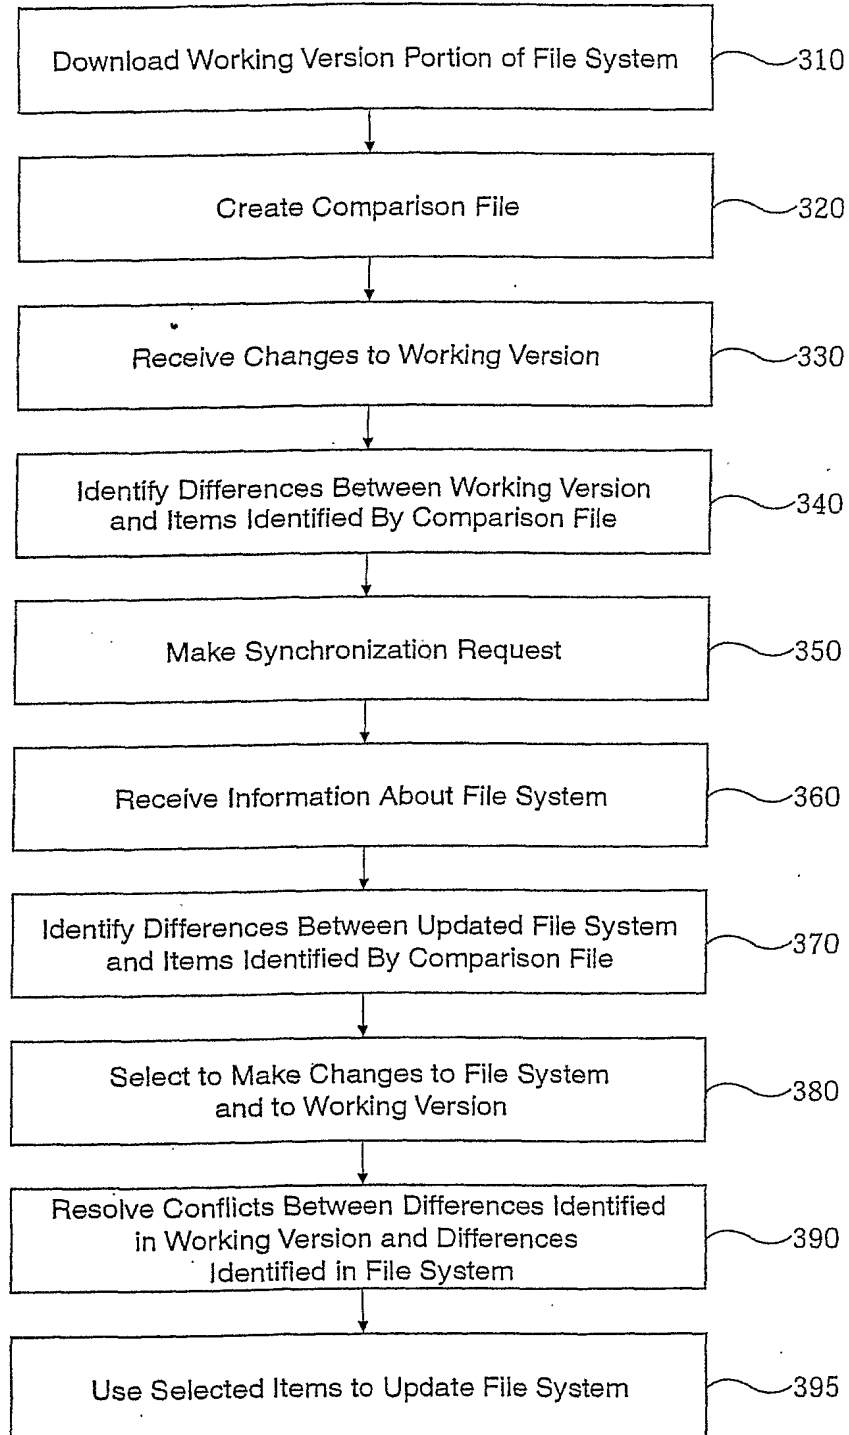 Download Working Version Portion of File System
310
Create Comparison File
320
Receive Changes to Working Version
330
Identify Differences Between Working Version
and Items Identified By Comparison File
340
Make Synchronization Request
350
Receive Information About File System
360
Identify Differences Between Updated File System
and Items Identified By Comparison File
370
Select to Make Changes to File System
and to Working Version
380
Resolve Conflicts Between Differences Identified
in Working Version and Differences
Identified in File System
390
Use Selected Items to Update File System
395